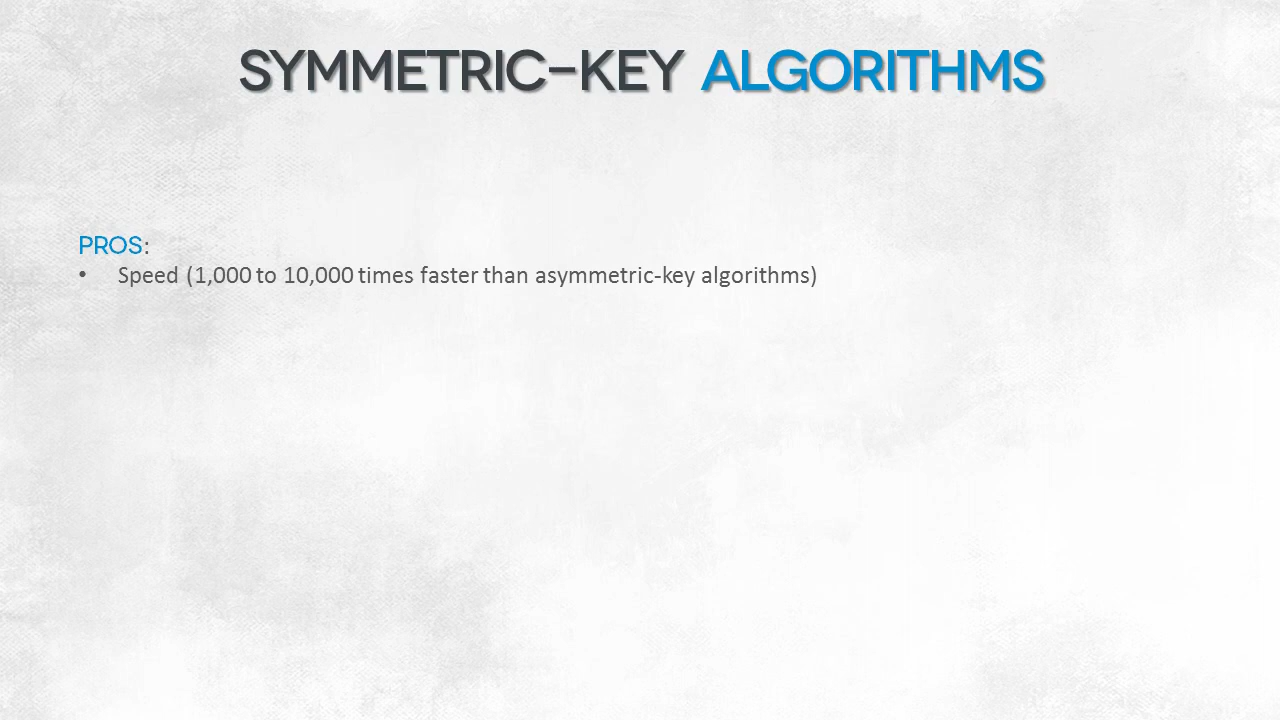 SYMMETRIC-KEY ALGORITHMS
PROS:
• Speed (1,000 to 10,000 times faster than asymmetric-key algorithms)